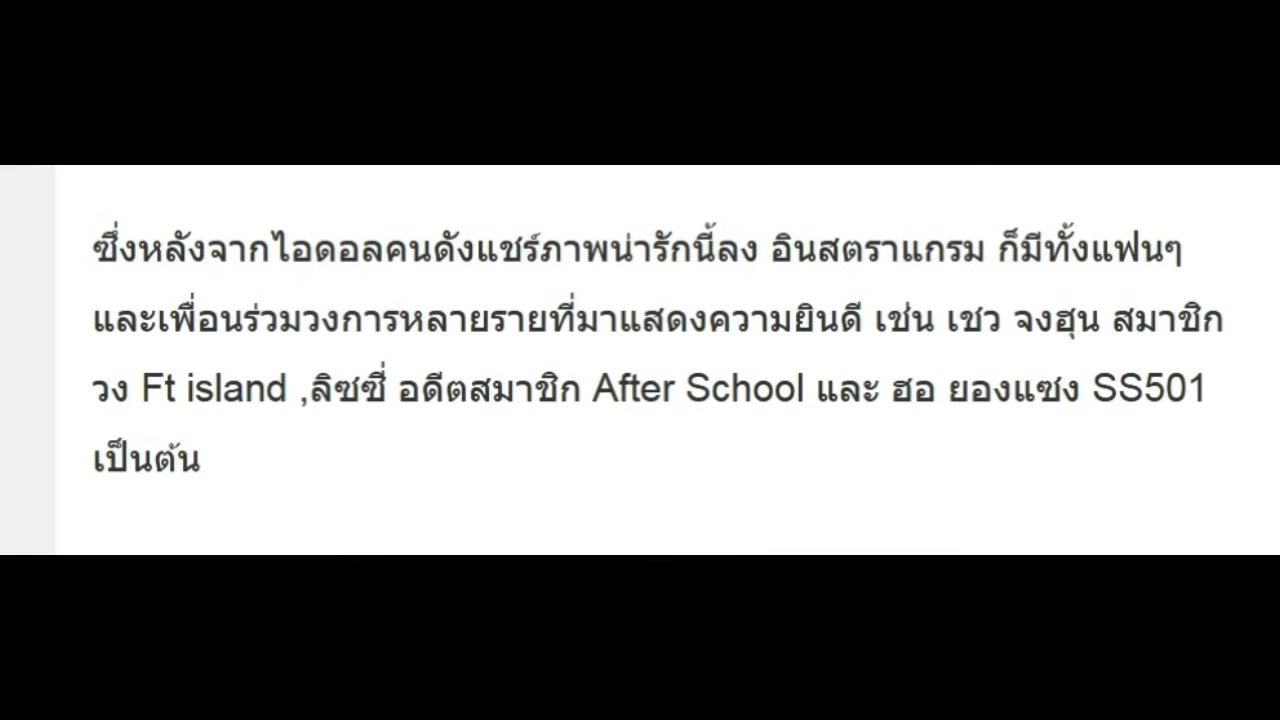 ซึ่งหลังจากไอดอลคนดังแชร์ภาพน่ารักนี้ลง อินสตราแกรม ก็มีทั้งแฟนๆ
และเพื่อนร่วมวงการหลายรายที่มาแสดงความยินดี เช่น เชว จงฮุน สมาชิก
วง Ft island ,ลิซซี่ อดีตสมาชิก After School และ ฮอ ยองแซง SS501
เป็นต้น